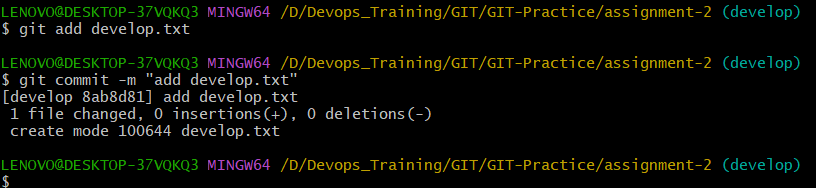 LENOVO@DESKTOP-37VQKQ3 MINGW64 /D/Devops_Training/GIT/GIT-Practice/assignment-2 (develop)
$ git add develop.txt
LENOVO@DESKTOP-37VQKQ3 MINGW64 /D/Devops_Training/GIT/GIT-Practice/assignment-2 (develop)
$ git commit -m "add develop.txt"
[develop 8ab8d81] add develop.txt
 1 file changed, 0 insertions(+), 0 deletions(-)
 create mode 100644 develop.txt
LENOVO@DESKTOP-37VQKQ3 MINGW64 /D/Devops_Training/GIT/GIT-Practice/assignment-2 (develop)
$